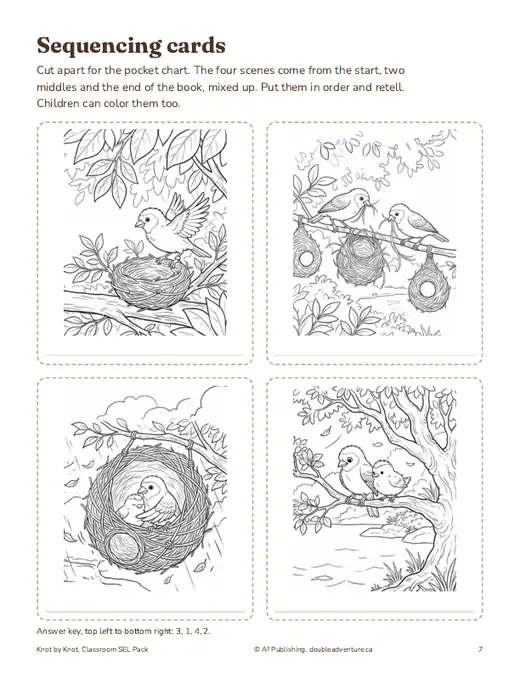 Sequencing cards
Cut apart for the pocket chart. The four scenes come from the start, two
middles and the end of the book, mixed up. Put them in order and retell.
Children can color them too.
Answer key, top left to bottom right: 3, 1, 4, 2.
Knot by Knot, Classroom SEL Pack
© A² Publishing, doubleadventure.ca
7